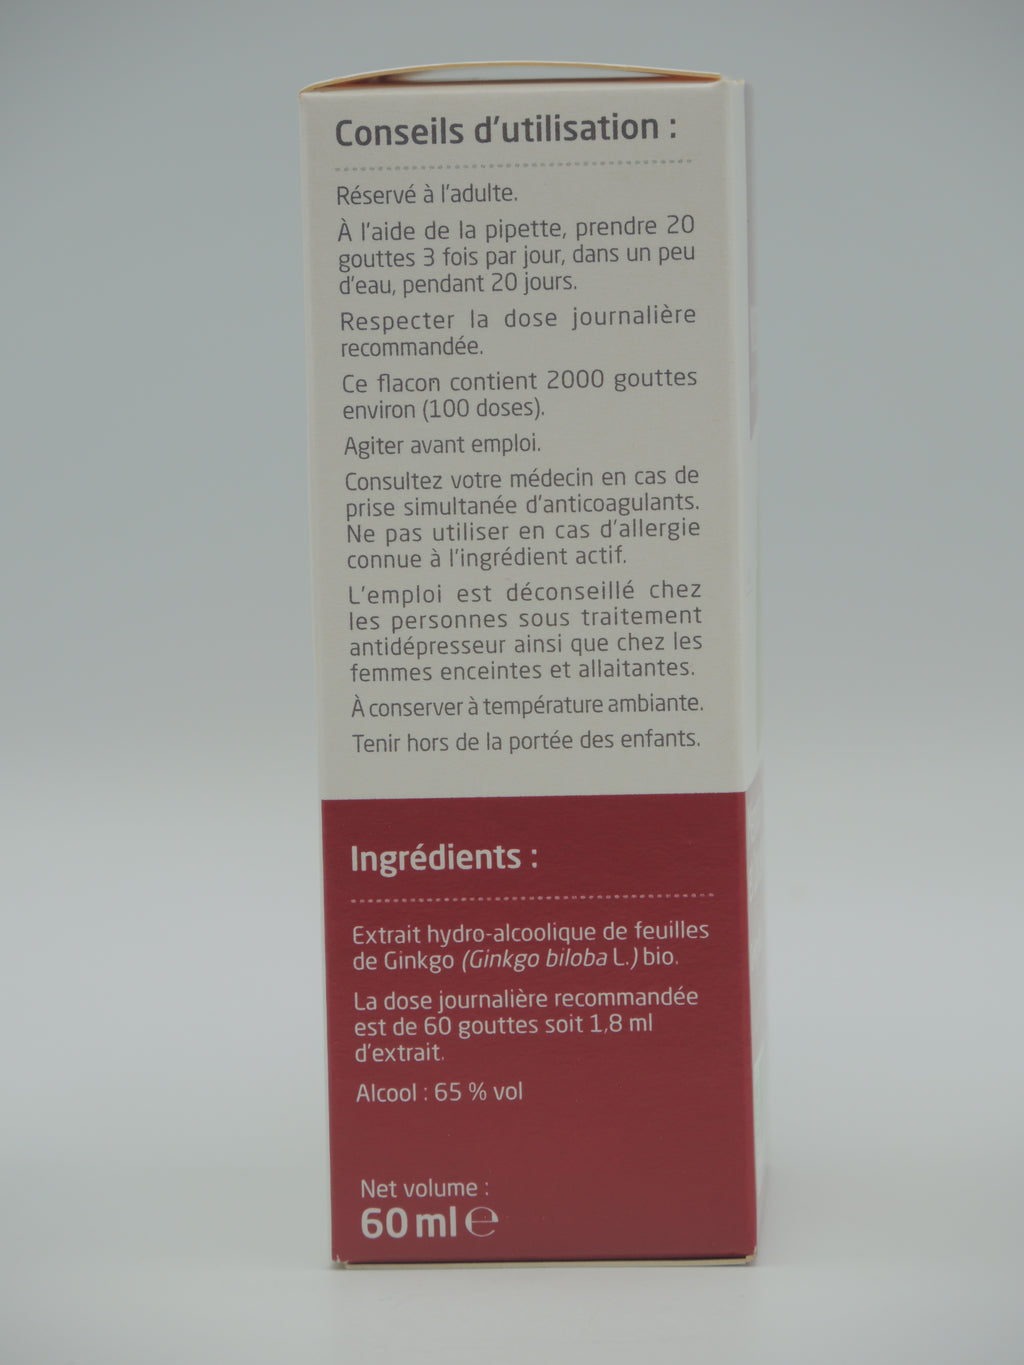 Conseils d'utilisation :
Réservé à l'adulte.
À l'aide de la pipette, prendre 20
gouttes 3 fois par jour, dans un peu
d'eau, pendant 20 jours.
Respecter la dose journalière
recommandée.
Ce flacon contient 2000 gouttes
environ (100 doses).
Agiter avant emploi.
Consultez votre médecin en cas de
prise simultanée d'anticoagulants.
Ne pas utiliser en cas d'allergie
connue à l'ingrédient actif.
L'emploi est déconseillé chez
les personnes sous traitement
antidépresseur ainsi que chez les
femmes enceintes et allaitantes.
À conserver à température ambiante.
Tenir hors de la portée des enfants.
Ingrédients :
Extrait hydro-alcoolique de feuilles
de Ginkgo (Ginkgo biloba L.) bio.
La dose journalière recommandée
est de 60 gouttes soit 1,8 ml
d'extrait.
Alcool : 65 % vol
Net volume :
60 ml ℮